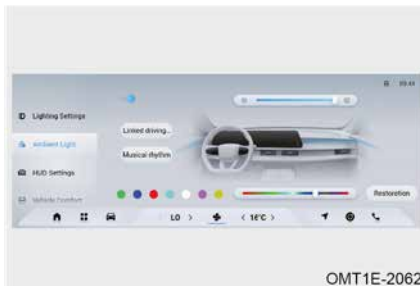 Lighting Settings
Linked driving...
Ambient Light
Musical rhythm
HUD Settings
Vehicle Comfort
Restoration
LO
16°C
OMT1E-2062